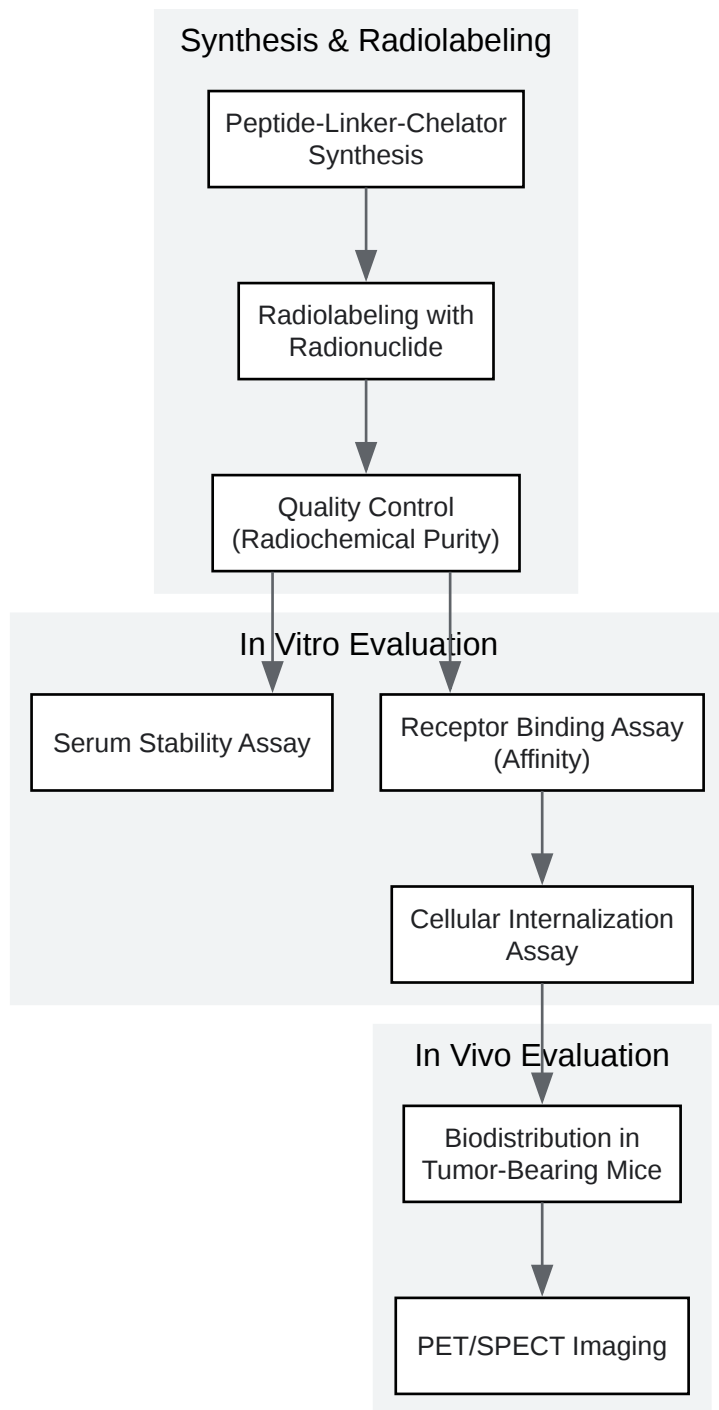 Synthesis & Radiolabeling
Peptide-Linker-Chelator
Synthesis
Radiolabeling with
Radionuclide
Quality Control
(Radiochemical Purity)
In Vitro Evaluation
Serum Stability Assay
Receptor Binding Assay
(Affinity)
Cellular Internalization
Assay
In Vivo Evaluation
Biodistribution in
Tumor-Bearing Mice
PET/SPECT Imaging